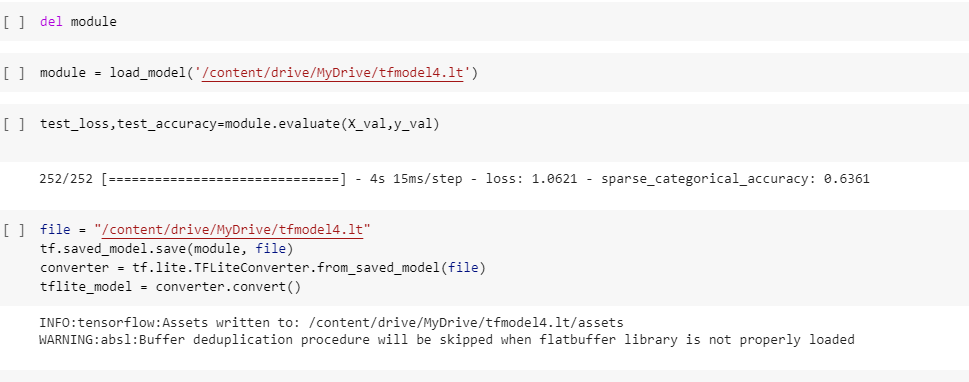 [ ] del module
[ ] module = load_model('/content/drive/MyDrive/tfmodel4.lt')
[ ] test_loss,test_accuracy=module.evaluate(X_val,y_val)
252/252 [==============================] - 4s 15ms/step - loss: 1.0621 - sparse_categorical_accuracy: 0.6361
[ ] file = "/content/drive/MyDrive/tfmodel4.lt"
tf.saved_model.save(module, file)
converter = tf.lite.TFLiteConverter.from_saved_model(file)
tflite_model = converter.convert()
INFO:tensorflow:Assets written to: /content/drive/MyDrive/tfmodel4.lt/assets
WARNING:absl:Buffer deduplication procedure will be skipped when flatbuffer library is not properly loaded